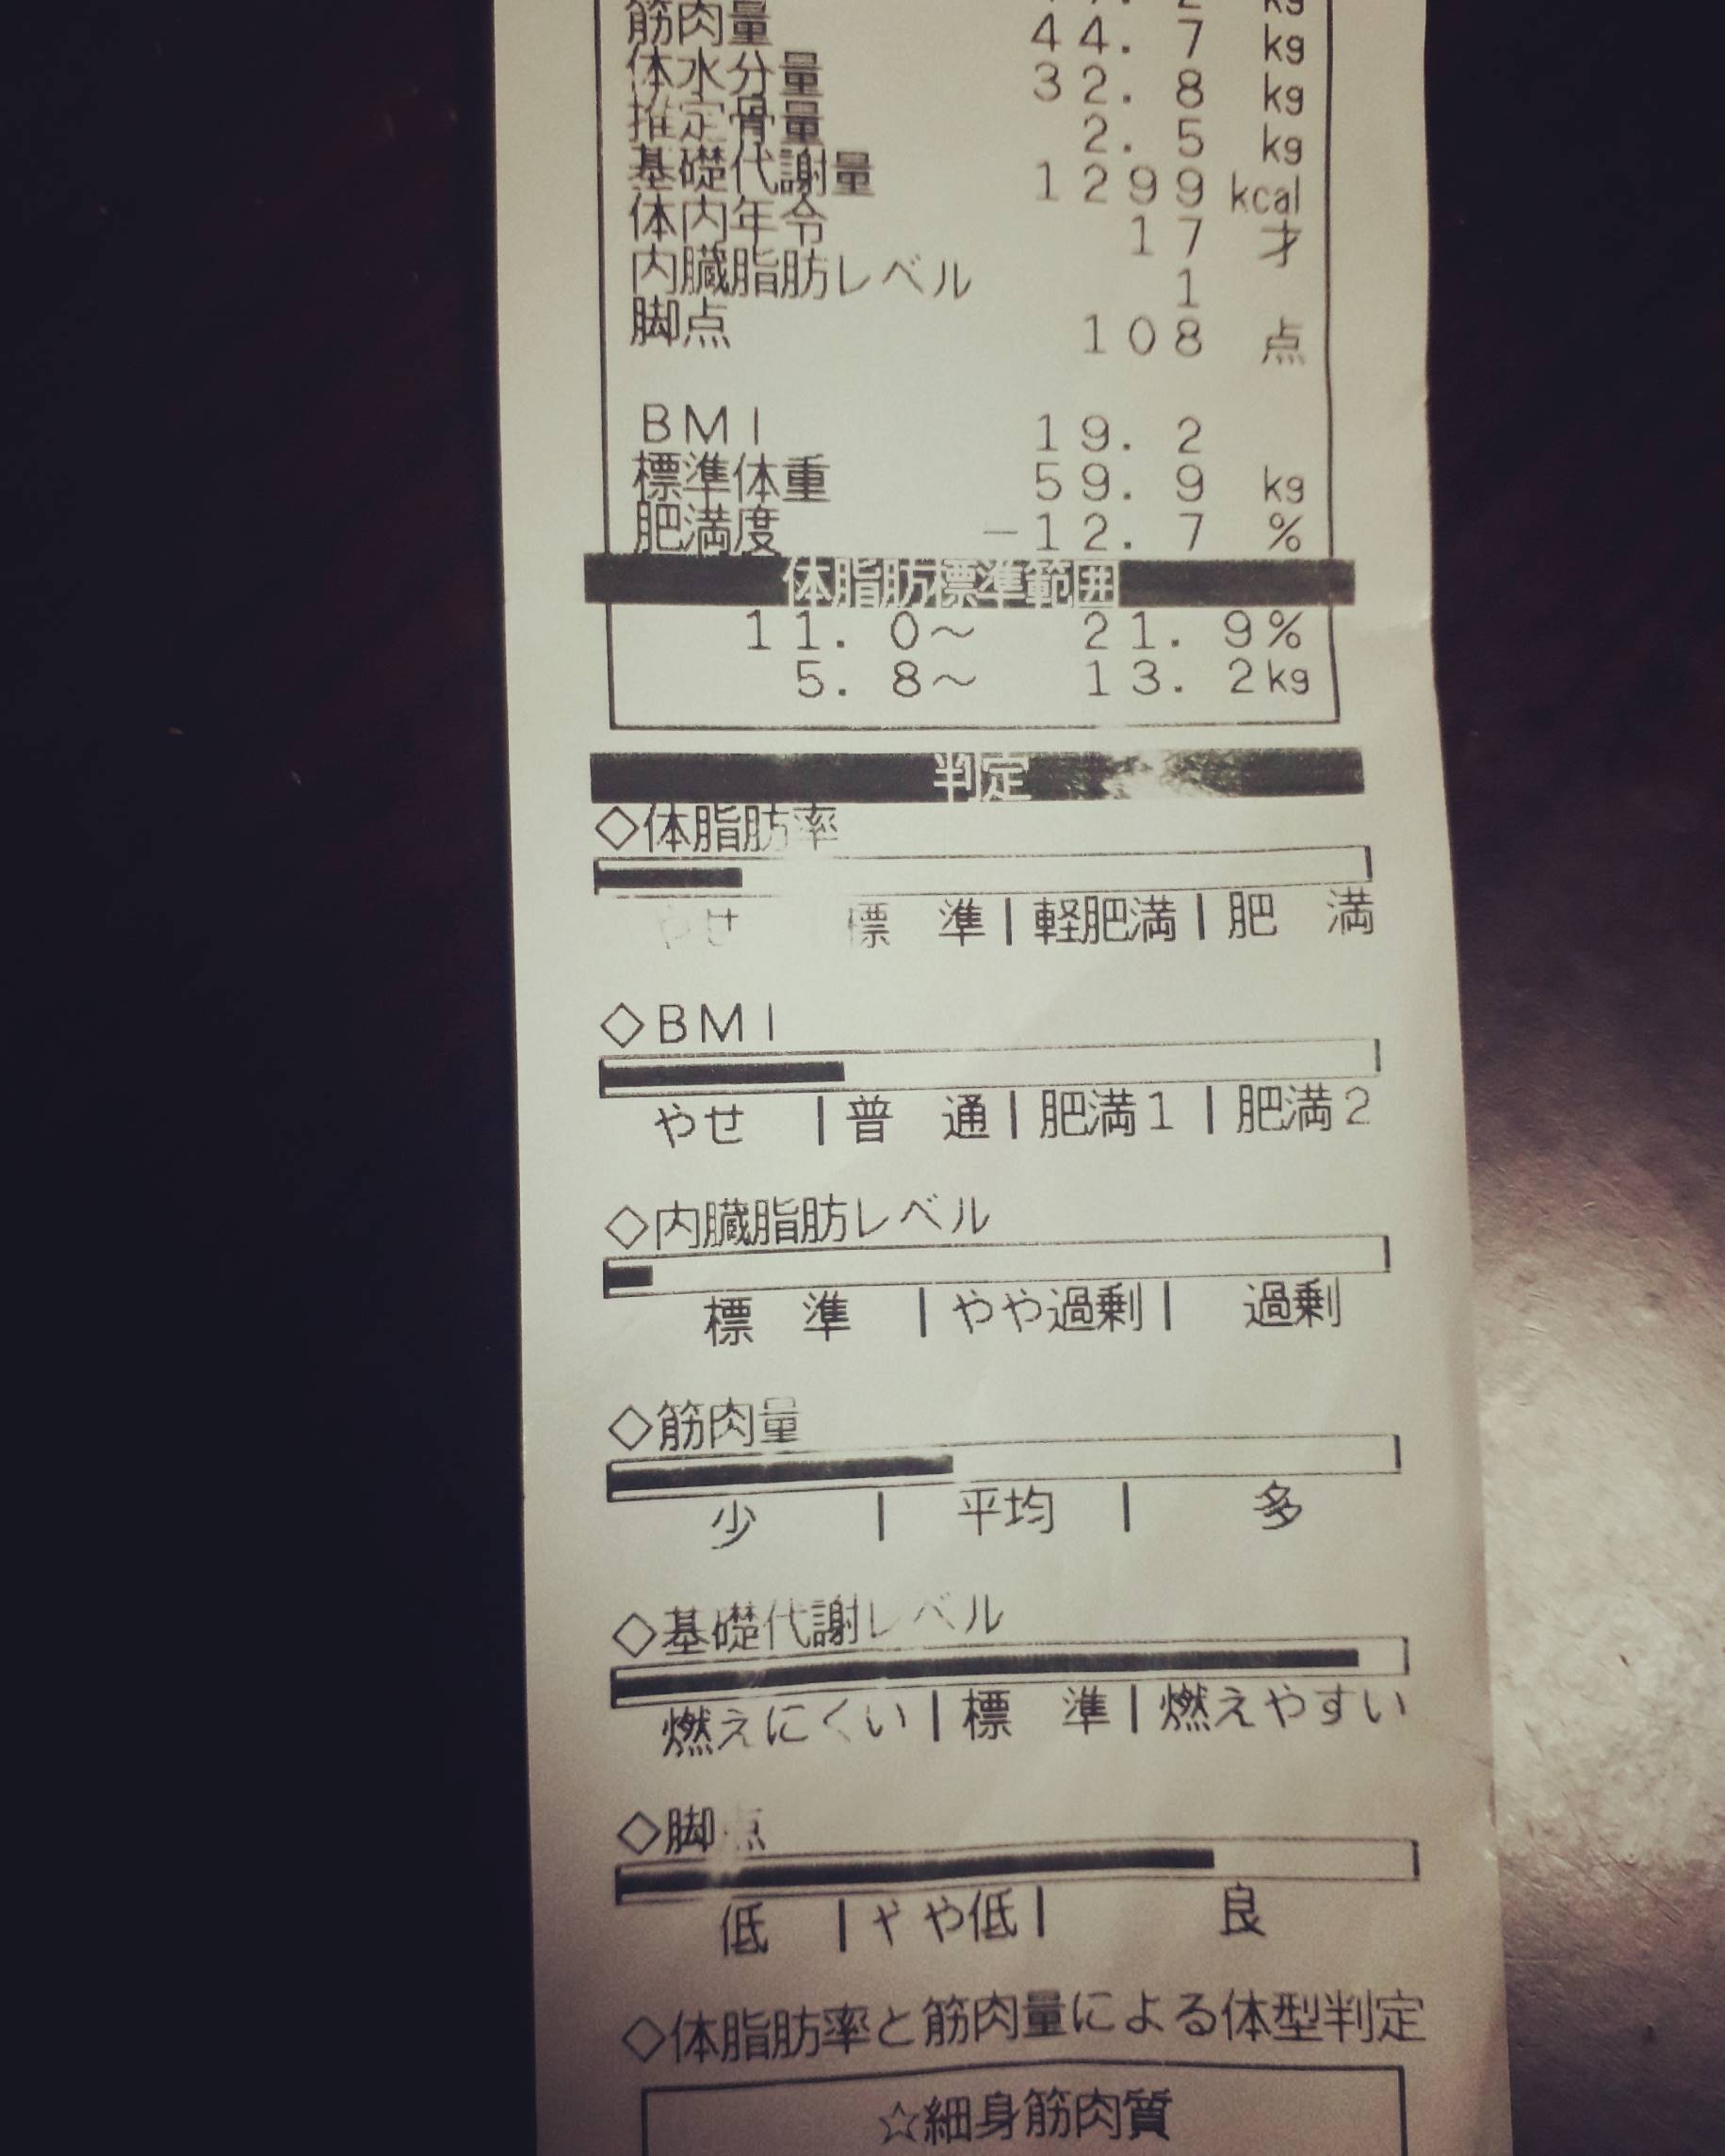 筋肉量 44.7 kg
体水分量 32.8 kg
推定骨量 2.5 kg
基礎代謝量 1299 kcal
体内年令 17 才
内臓脂肪レベル 1
脚点 108 点
BMI 19.2
標準体重 59.9 kg
肥満度 -12.7 %
体脂肪標準範囲
11.0～ 21.9%
5.8～ 13.2kg
判定
◇体脂肪率
やせ 標 準|軽肥満|肥 満
◇BMI
やせ |普 通|肥満1|肥満2
◇内臓脂肪レベル
標 準 |やや過剰| 過剰
◇筋肉量
少 | 平均 | 多
◇基礎代謝レベル
燃えにくい|標 準|燃えやすい
◇脚点
低 |やや低| 良
◇体脂肪率と筋肉量による体型判定
☆細身筋肉質